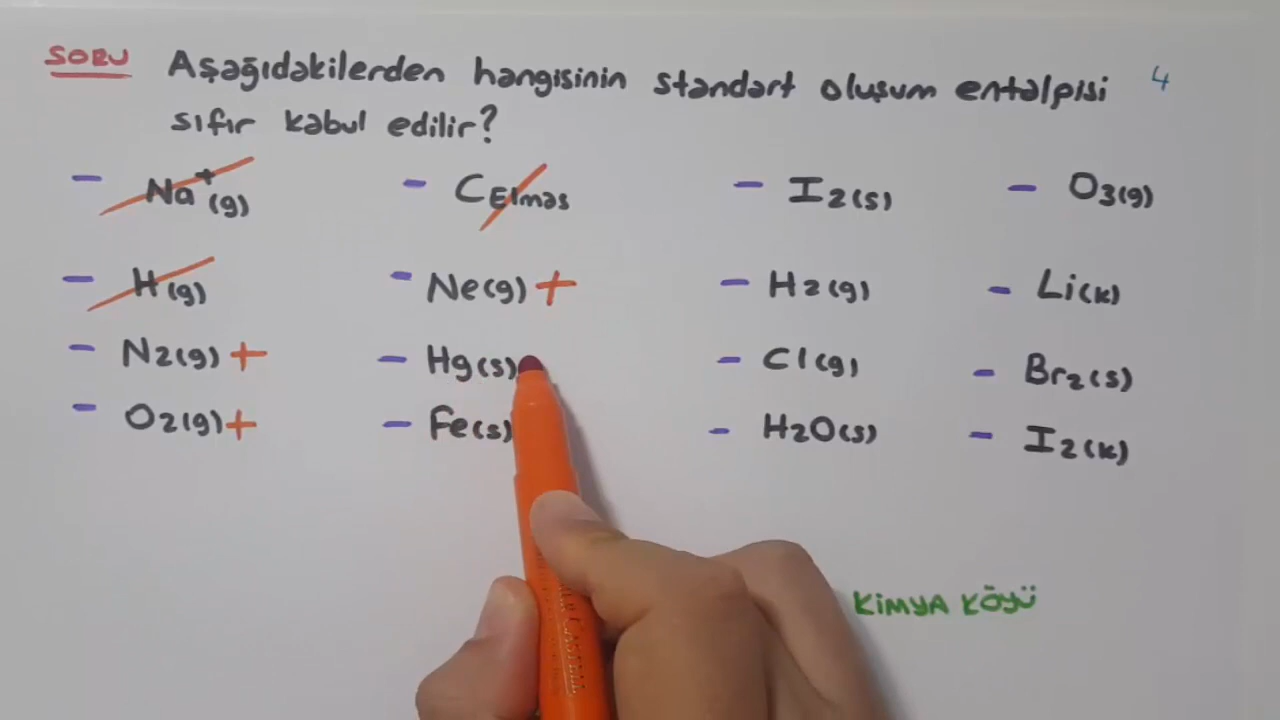 SORU Aşağıdakilerden hangisinin standart oluşum entalpisi 4
sıfır kabul edilir?
- Na+(g) - CElmas - I2(s) - O3(g)
- H(g) - Ne(g) + - H2(g) - Li(k)
- N2(g) + - Hg(s) - Cl(g) - Br2(s)
- O2(g) + - Fe(s) - H2O(s) - I2(k)
KİMYA KÖYÜ